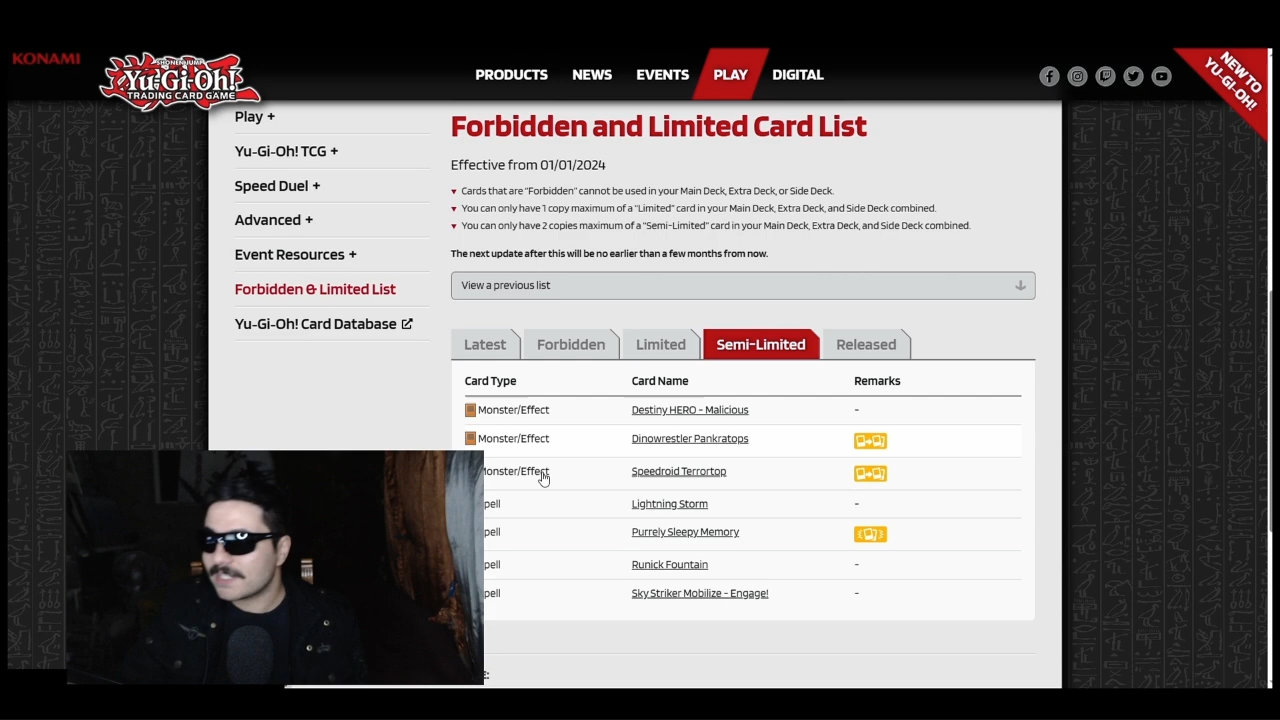 KONAMI
SHONEN JUMP
Yu-Gi-Oh!
TRADING CARD GAME
PRODUCTS NEWS EVENTS PLAY DIGITAL
NEW TO
YU-GI-OH!
Play +
Yu-Gi-Oh! TCG +
Speed Duel +
Advanced +
Event Resources +
Forbidden & Limited List
Yu-Gi-Oh! Card Database
Forbidden and Limited Card List
Effective from 01/01/2024
Cards that are "Forbidden" cannot be used in your Main Deck, Extra Deck, or Side Deck.
You can only have 1 copy maximum of a "Limited" card in your Main Deck, Extra Deck, and Side Deck combined.
You can only have 2 copies maximum of a "Semi-Limited" card in your Main Deck, Extra Deck, and Side Deck combined.
The next update after this will be no earlier than a few months from now.
View a previous list
Latest Forbidden Limited Semi-Limited Released
Card Type Card Name Remarks
Monster/Effect Destiny HERO - Malicious -
Monster/Effect Dinowrestler Pankratops
onster/Effect Speedroid Terrortop
pell Lightning Storm -
pell Purrely Sleepy Memory
pell Runick Fountain -
pell Sky Striker Mobilize - Engage! -